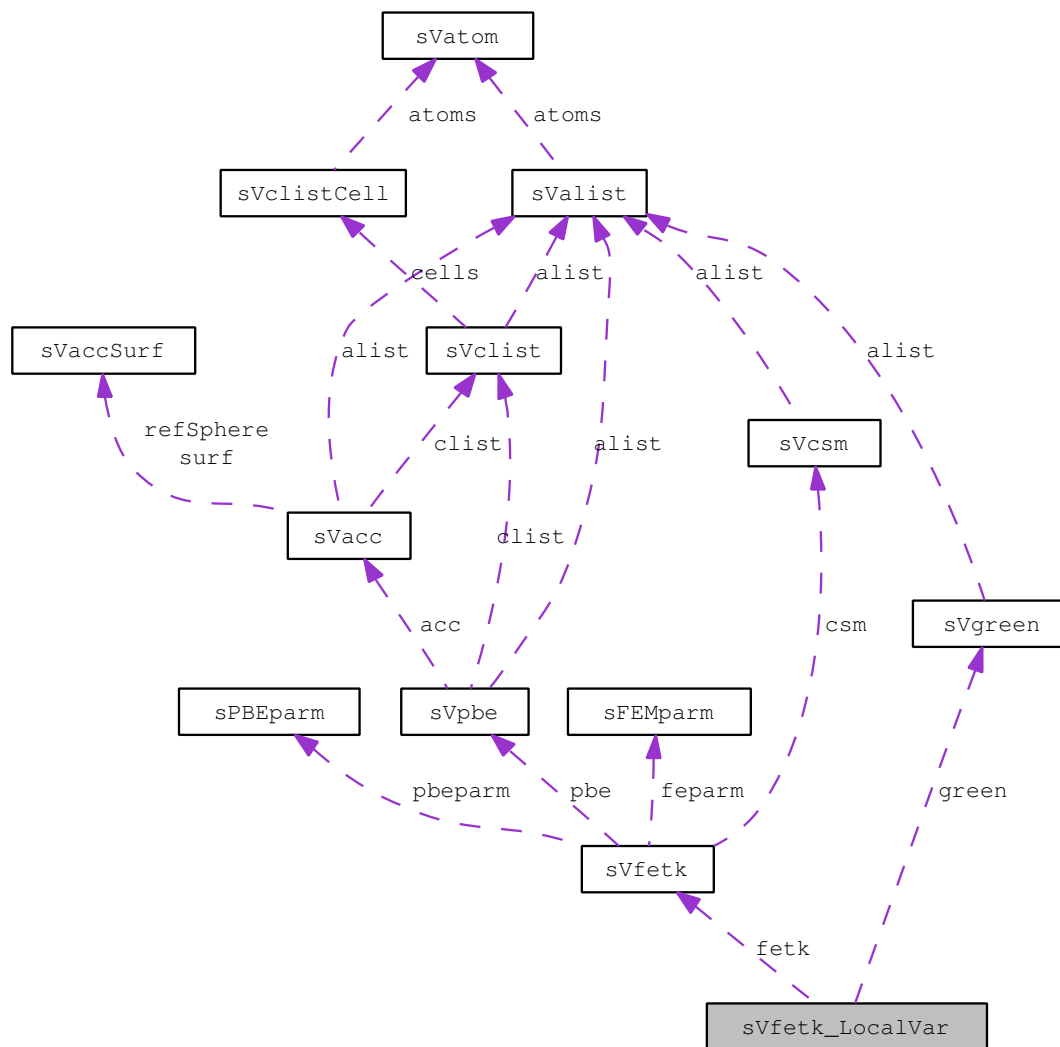 sVatom
atoms
atoms
sVclistCell
sValist
cells
alist
alist
sVaccSurf
alist
sVclist
alist
refSphere
surf
clist
alist
sVcsm
sVacc
clist
acc
csm
sVgreen
sPBEparm
sVpbe
sFEMparm
pbeparm
pbe
feparm
green
sVfetk
fetk
sVfetk_LocalVar